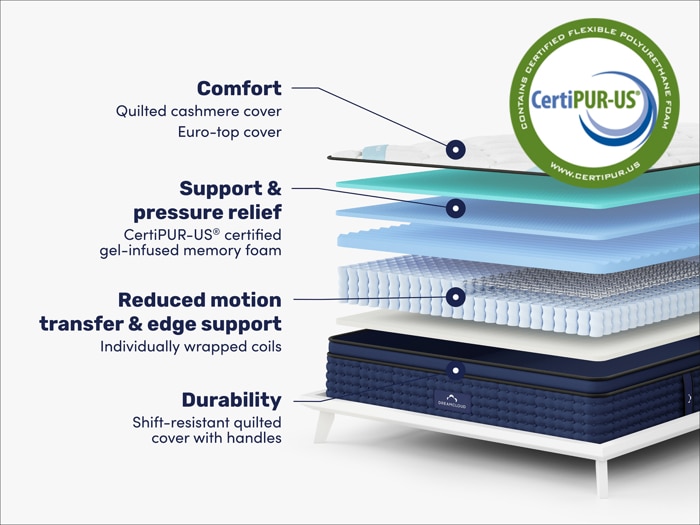 Comfort
Quilted cashmere cover
Euro-top cover
CONTAINS CERTIFIED FLEXIBLE POLYURETHANE FOAM
CertiPUR-US®
WWW.CERTIPUR.US
Support &
pressure relief
CertiPUR-US® certified
gel-infused memory foam
Reduced motion
transfer & edge support
Individually wrapped coils
Durability
Shift-resistant quilted
cover with handles
DREAMCLOUD